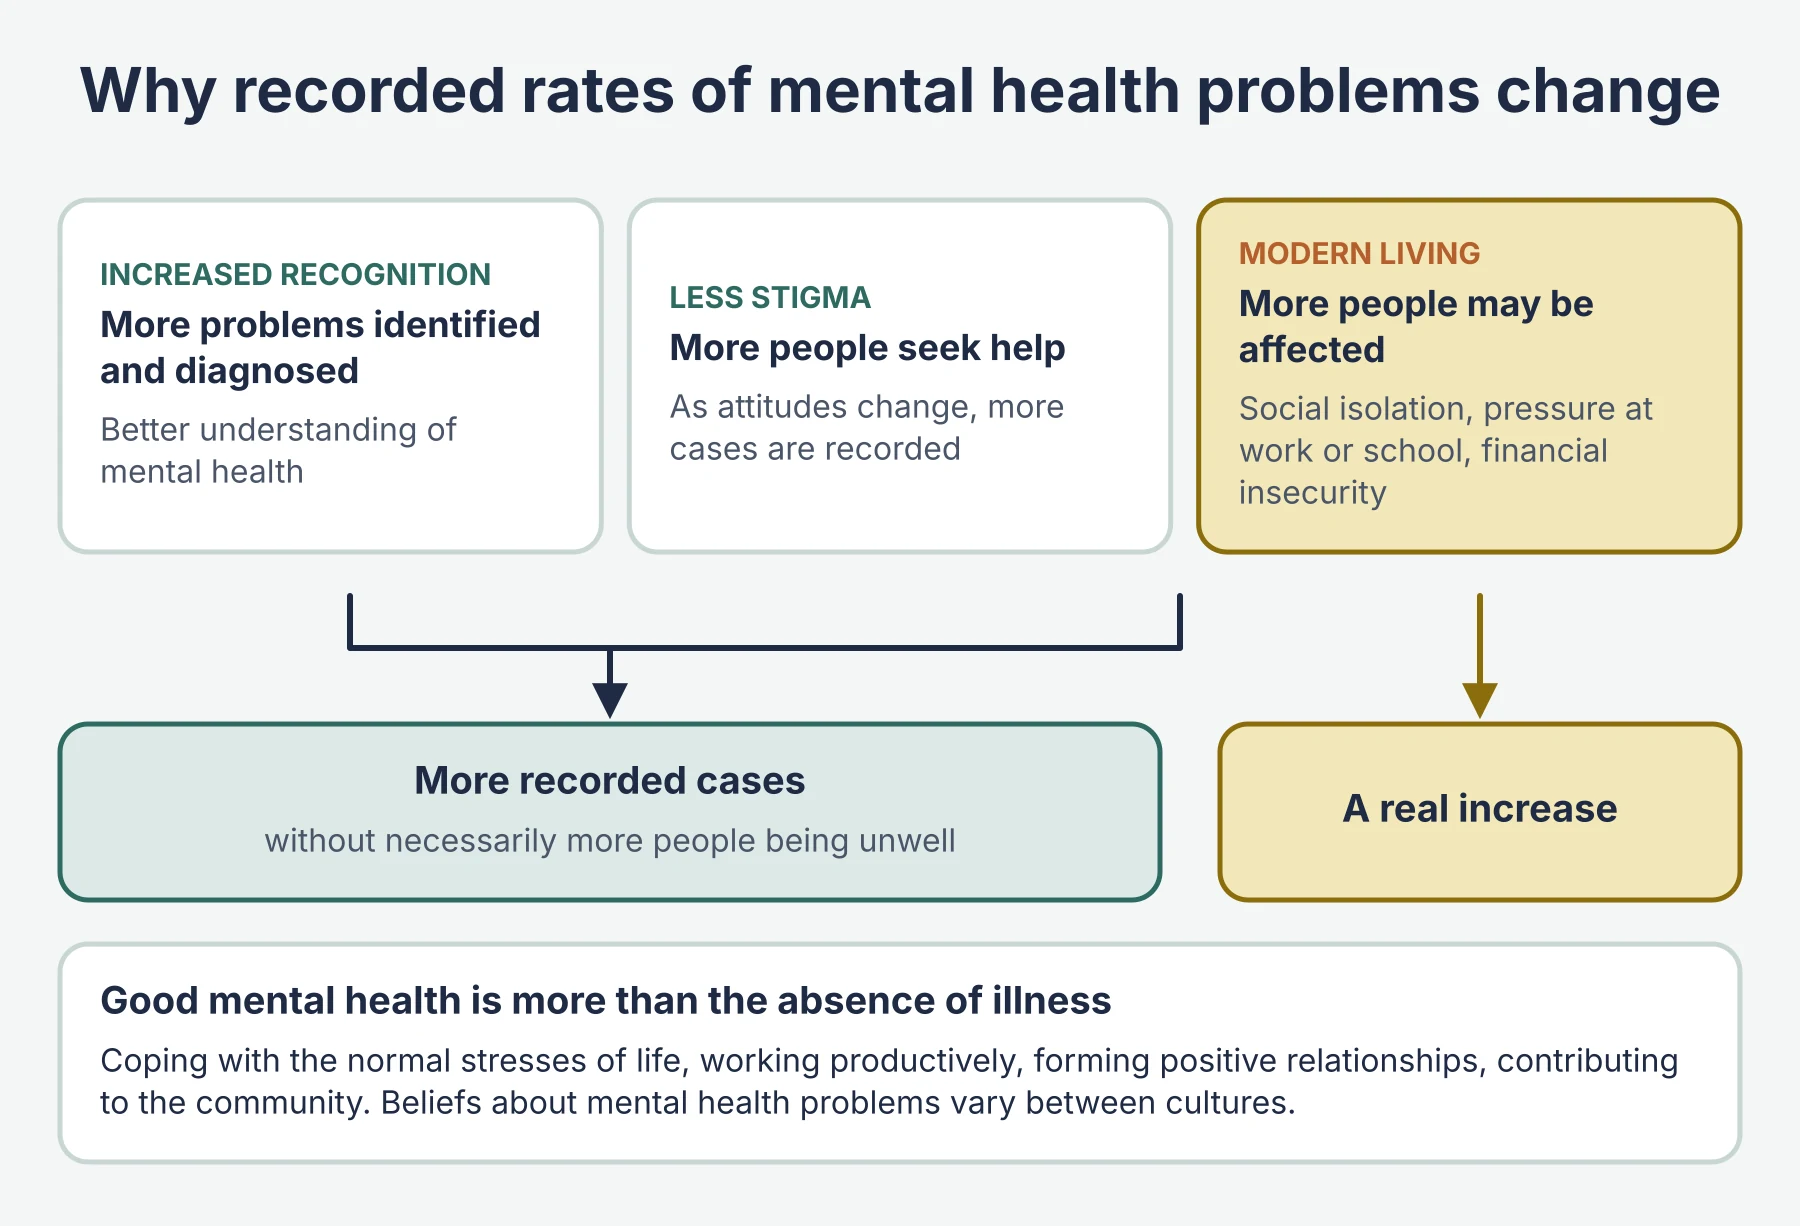 Why recorded rates of mental health problems change
INCREASED RECOGNITION
More problems identified
and diagnosed
Better understanding of
mental health
LESS STIGMA
More people seek help
As attitudes change, more
cases are recorded
MODERN LIVING
More people may be
affected
Social isolation, pressure at
work or school, financial
insecurity
More recorded cases
without necessarily more people being unwell
A real increase
Good mental health is more than the absence of illness
Coping with the normal stresses of life, working productively, forming positive relationships, contributing
to the community. Beliefs about mental health problems vary between cultures.